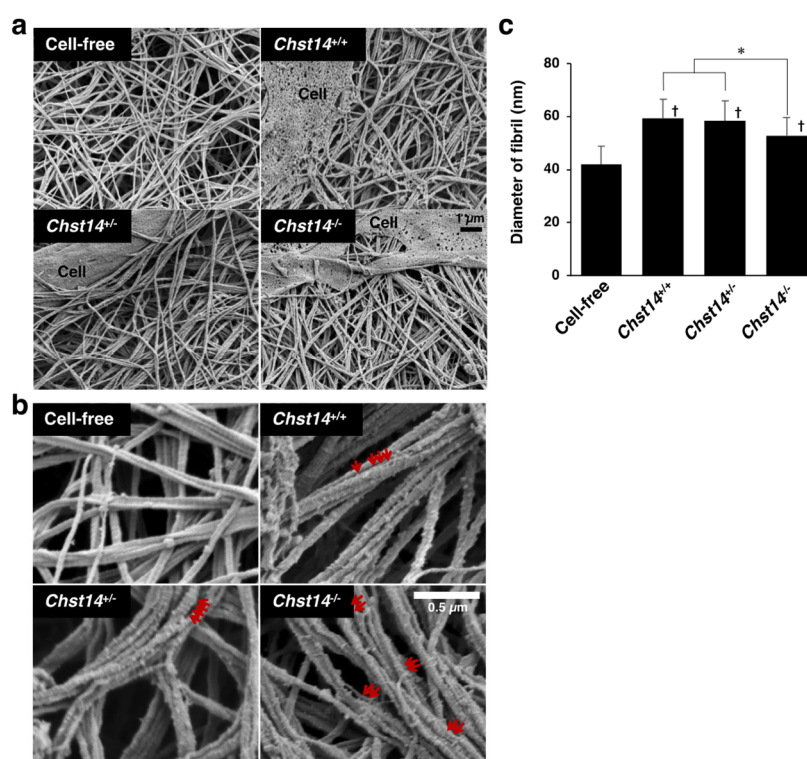 a
Cell-free
Chst14+/+
Cell
Chst14+/-
Cell
Chst14-/-
Cell
1 µm
b
Cell-free
Chst14+/+
Chst14+/-
Chst14-/-
0.5 µm
c
*
Diameter of fibril (nm)
80
60
40
20
0
†
†
†
Cell-free
Chst14+/+
Chst14+/-
Chst14-/-